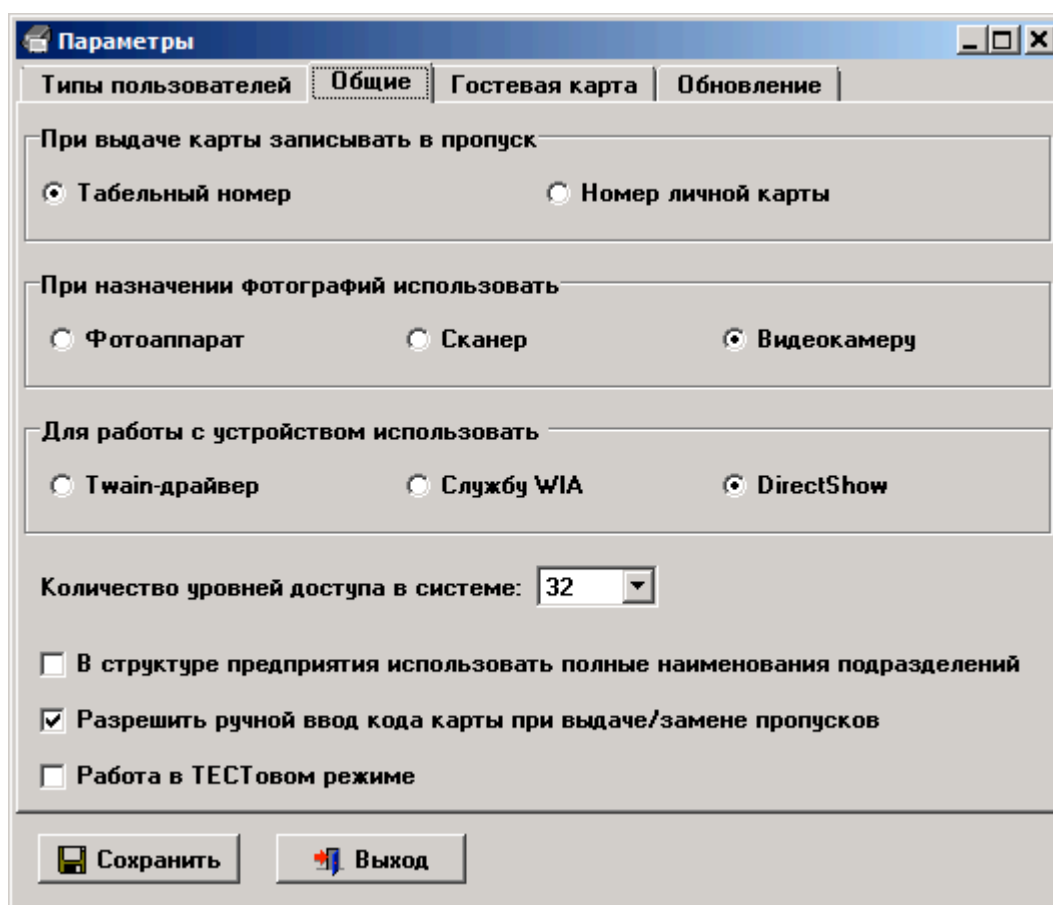 Параметры
Типы пользователей Общие Гостевая карта Обновление
При выдаче карты записывать в пропуск
Табельный номер Номер личной карты
При назначении фотографий использовать
Фотоаппарат Сканер Видеокамеру
Для работы с устройством использовать
Twain-драйвер Службу WIA DirectShow
Количество уровней доступа в системе: 32
В структуре предприятия использовать полные наименования подразделений
Разрешить ручной ввод кода карты при выдаче/замене пропусков
Работа в ТЕСТовом режиме
Сохранить Выход